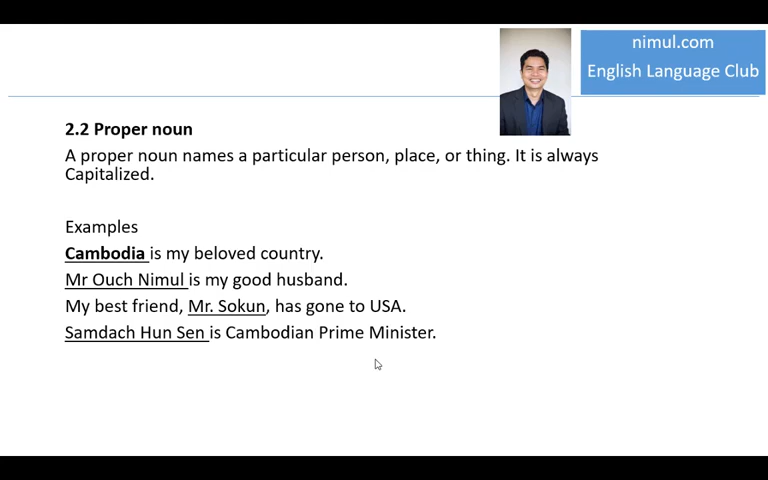 nimul.com
English Language Club
2.2 Proper noun
A proper noun names a particular person, place, or thing. It is always
Capitalized.
Examples
Cambodia is my beloved country.
Mr Ouch Nimul is my good husband.
My best friend, Mr. Sokun, has gone to USA.
Samdach Hun Sen is Cambodian Prime Minister.